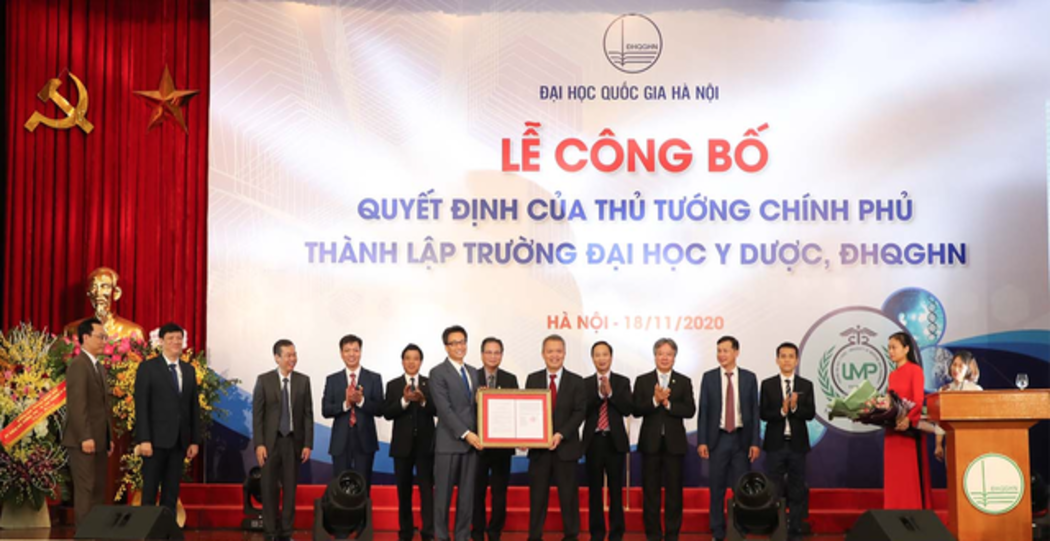 ĐHQGHN
ĐẠI HỌC QUỐC GIA HÀ NỘI
LỄ CÔNG BỐ
QUYẾT ĐỊNH CỦA THỦ TƯỚNG CHÍNH PHỦ
THÀNH LẬP TRƯỜNG ĐẠI HỌC Y DƯỢC, ĐHQGHN
HÀ NỘI - 18/11/2020
UMP
ĐHQGHN